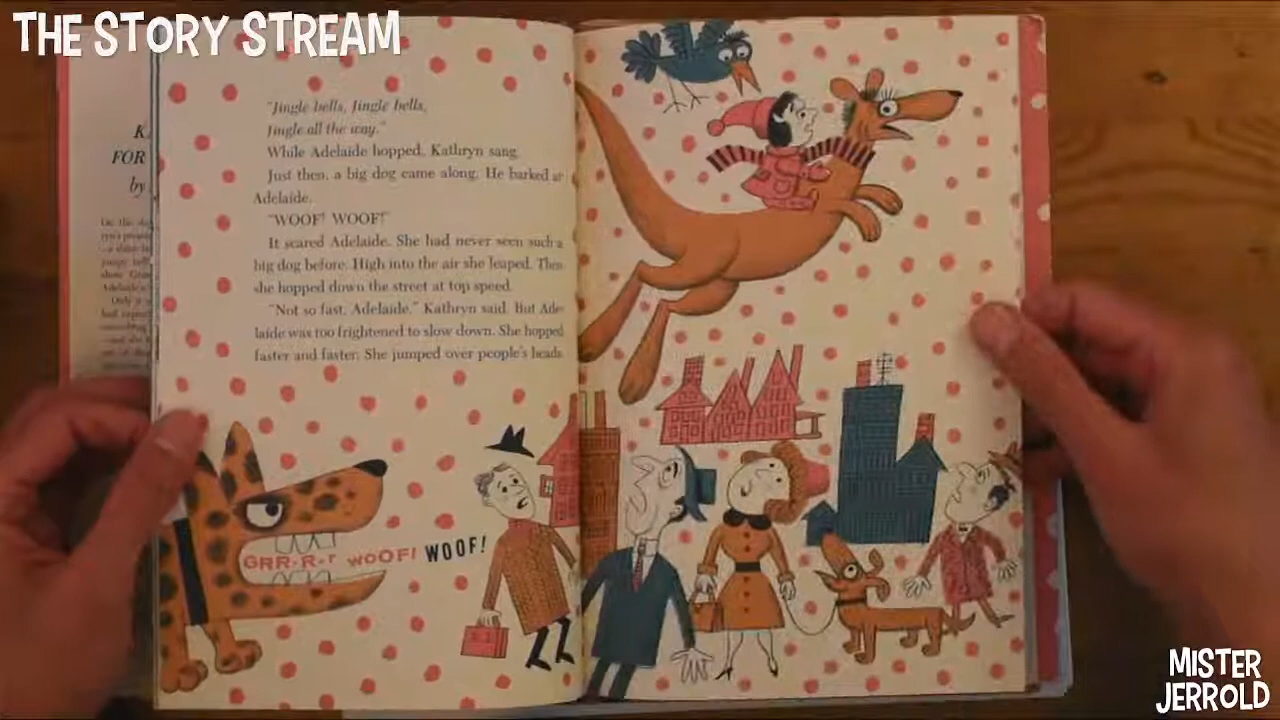 THE STORY STREAM
K
FOR
by
"Jingle bells, Jingle bells,
Jingle all the way."
While Adelaide hopped, Kathryn sang.
Just then, a big dog came along. He barked at
Adelaide.
"WOOF! WOOF!"
It scared Adelaide. She had never seen such a
big dog before. High into the air she leaped. Then
she hopped down the street at top speed.
"Not so fast, Adelaide," Kathryn said. But Ade-
laide was too frightened to slow down. She hopped
faster and faster. She jumped over people's heads.
GRR-R-r WOOF! WOOF!
MISTER
JERROLD